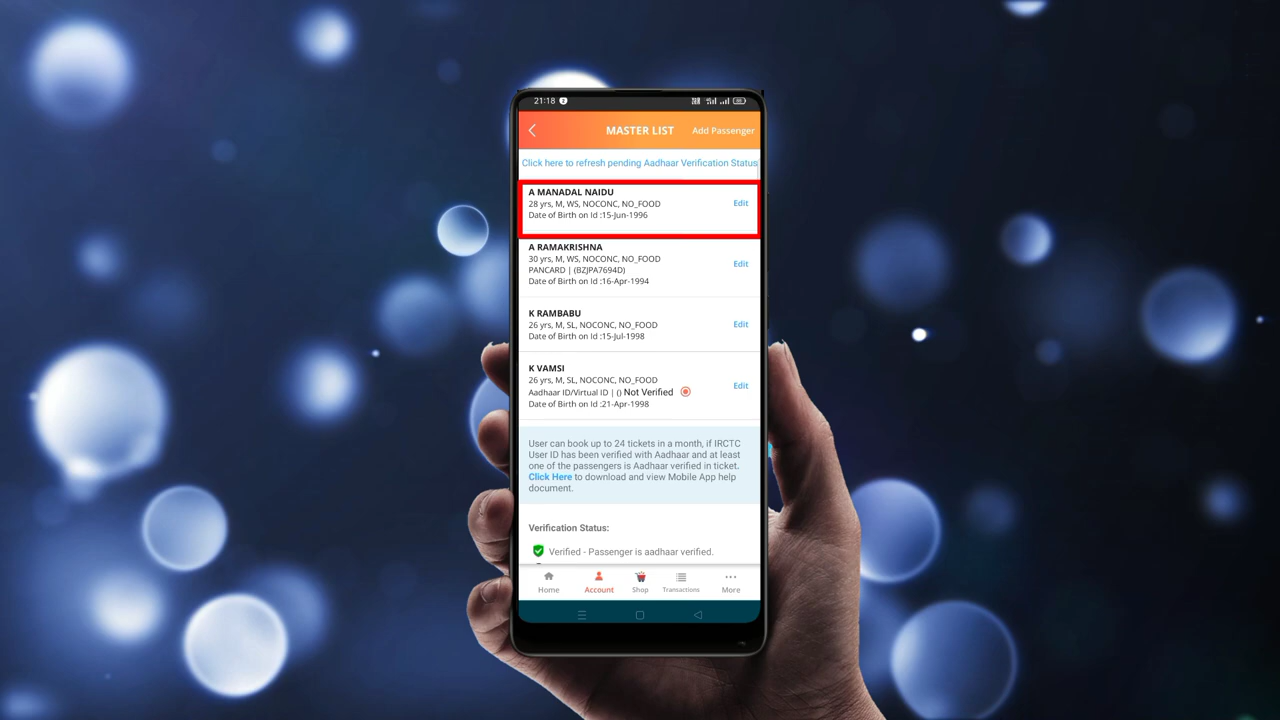 21:18
MASTER LIST Add Passenger
Click here to refresh pending Aadhaar Verification Status
A MANADAL NAIDU
28 yrs, M, WS, NOCONC, NO_FOOD
Edit
Date of Birth on Id :15-Jun-1996
A RAMAKRISHNA
30 yrs, M, WS, NOCONC, NO_FOOD
Edit
PANCARD | (BZJPA7694D)
Date of Birth on Id :16-Apr-1994
K RAMBABU
26 yrs, M, SL, NOCONC, NO_FOOD
Edit
Date of Birth on Id :15-Jul-1998
K VAMSI
26 yrs, M, SL, NOCONC, NO_FOOD
Edit
Aadhaar ID/Virtual ID | () Not Verified
Date of Birth on Id :21-Apr-1998
User can book up to 24 tickets in a month, if IRCTC
User ID has been verified with Aadhaar and at least
one of the passengers is Aadhaar verified in ticket.
Click Here to download and view Mobile App help
document.
Verification Status:
Verified - Passenger is aadhaar verified.
Home Account Shop Transactions More